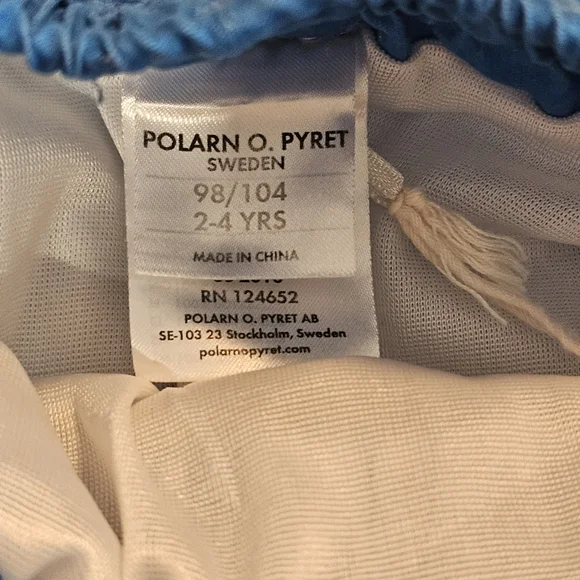 POLARN O. PYRET
SWEDEN
98/104
2-4 YRS
MADE IN CHINA
RN 124652
POLARN O. PYRET AB
SE-103 23 Stockholm, Sweden
polarnopyret.com